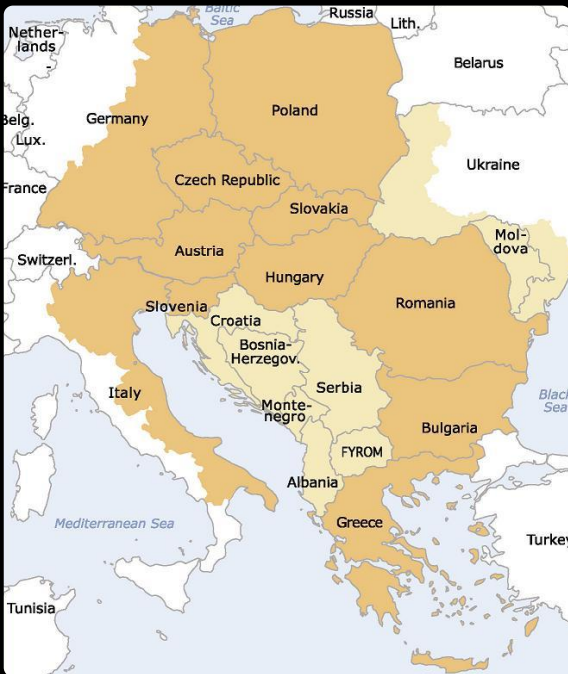 Baltic
Sea
Russia
Lith.
Nether-
lands
-
Belarus
Germany
Poland
Belg.
Lux.
Ukraine
Czech Republic
France
Slovakia
Mol-
dova
Austria
Switzerl.
Hungary
Romania
Slovenia
Croatia
Bosnia-
Herzegov.
Serbia
Italy
Black
Sea
Monte-
negro
Bulgaria
FYROM
Albania
Mediterranean Sea
Greece
Turkey
Tunisia